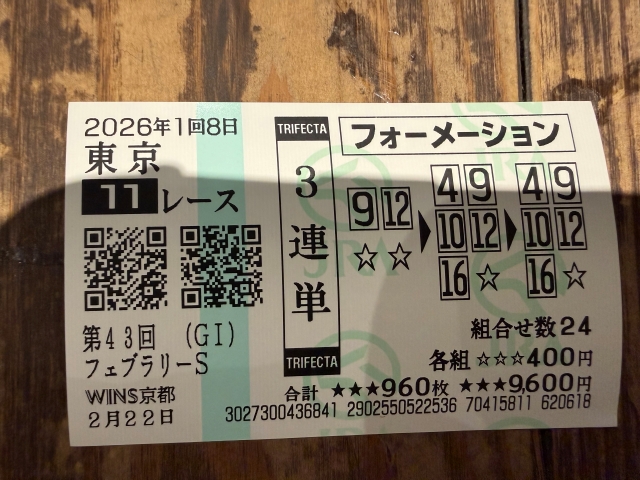 2026年1回8日
東京
11レース
第43回 (GI)
フェブラリーS
WINS京都
2月22日
TRIFECTA
3連単
TRIFECTA
フォーメーション
9 12 ▶ 4 9 ▶ 4 9
☆☆ 10 12 10 12
16 ☆ 16 ☆
組合せ数24
各組 ☆☆☆400円
合計 ★★★960枚 ★★★9,600円
3027300436841 2902550522536 70415811 620618
JRA